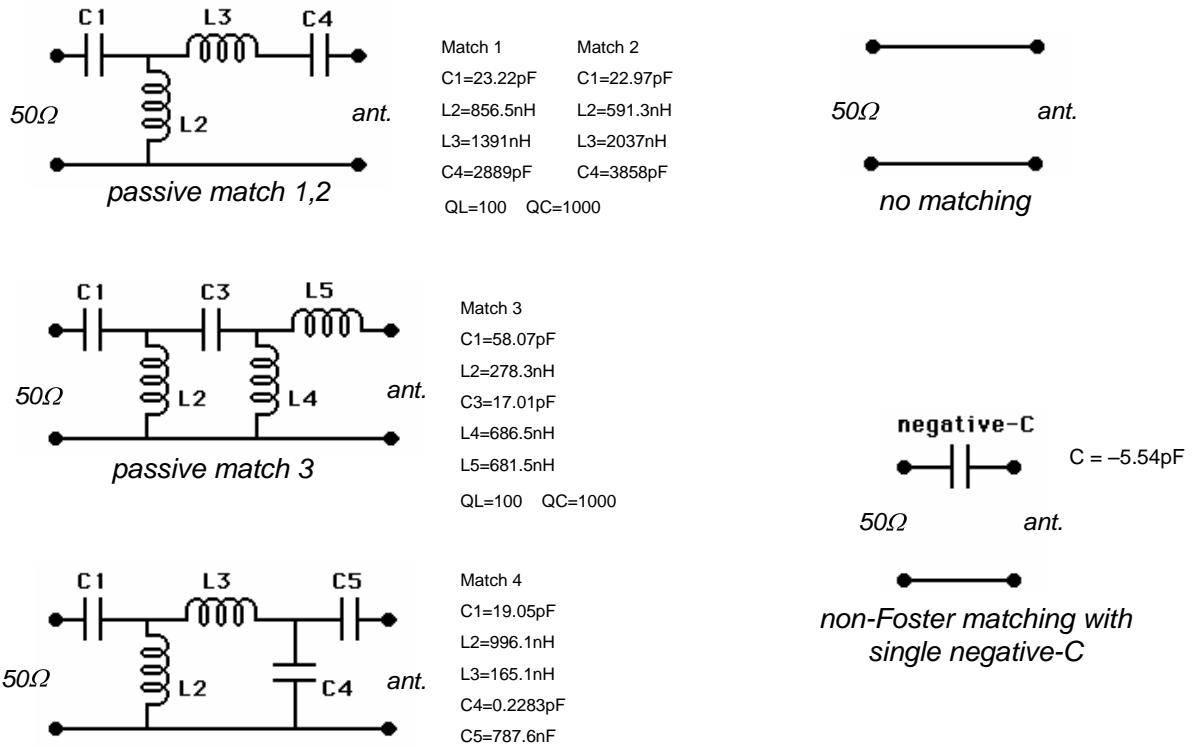 C1 L3 C4
L2
50Ω ant.
passive match 1,2
Match 1 Match 2
C1=23.22pF C1=22.97pF
L2=856.5nH L2=591.3nH
L3=1391nH L3=2037nH
C4=2889pF C4=3858pF
QL=100 QC=1000
50Ω ant.
no matching
C1 C3 L5
L2 L4
50Ω ant.
passive match 3
Match 3
C1=58.07pF
L2=278.3nH
C3=17.01pF
L4=686.5nH
L5=681.5nH
QL=100 QC=1000
negative-C
C = –5.54pF
50Ω ant.
non-Foster matching with
single negative-C
C1 L3 C5
L2 C4
50Ω ant.
Match 4
C1=19.05pF
L2=996.1nH
L3=165.1nH
C4=0.2283pF
C5=787.6nF